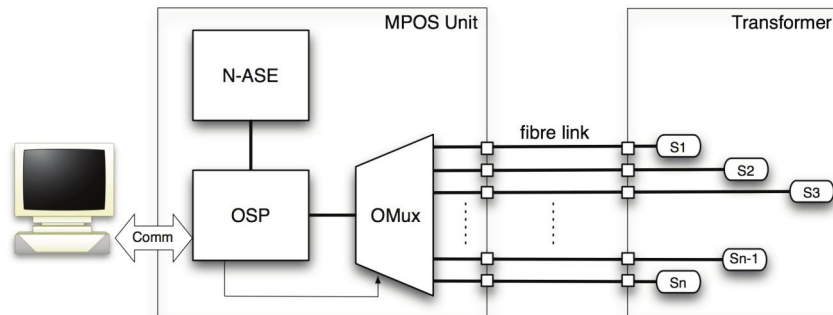 MPOS Unit
Transformer
N-ASE
fibre link
S1
S2
S3
OSP
OMux
Comm
Sn-1
Sn